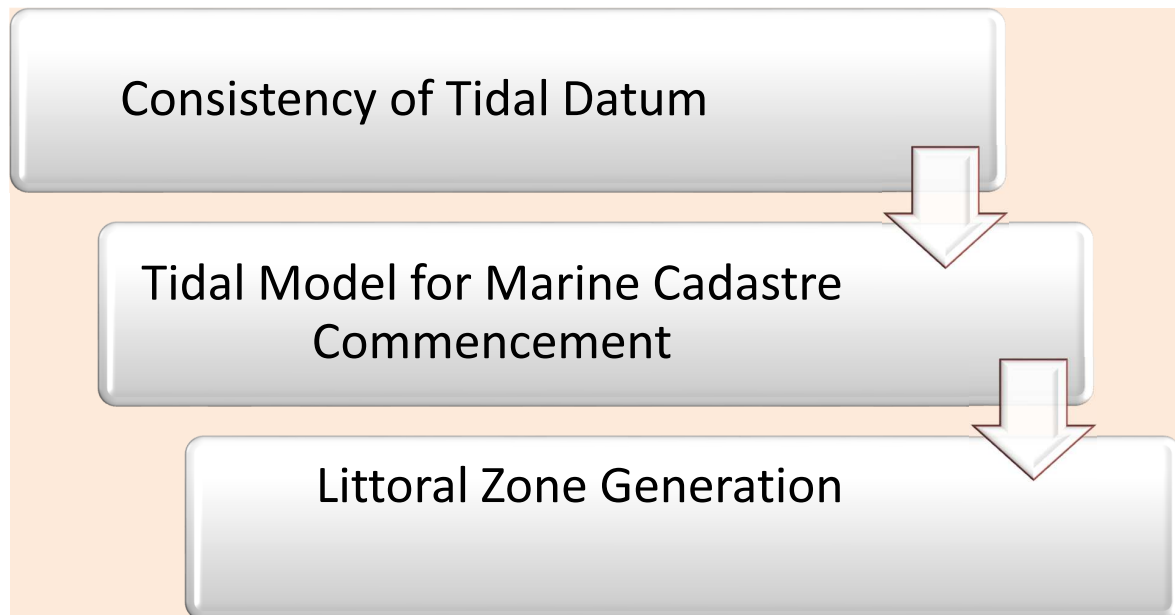 Consistency of Tidal Datum
Tidal Model for Marine Cadastre
Commencement
Littoral Zone Generation